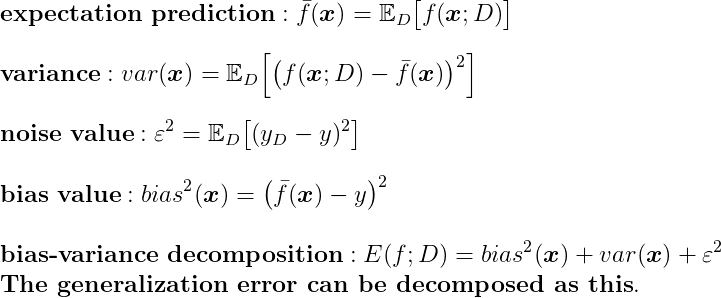 expectation prediction : f̄(𝒙) = 𝔼_D[f(𝒙; D)]
variance : var(𝒙) = 𝔼_D[(f(𝒙; D) − f̄(𝒙))²]
noise value : ε² = 𝔼_D[(y_D − y)²]
bias value : bias²(𝒙) = (f̄(𝒙) − y)²
bias-variance decomposition : E(f; D) = bias²(𝒙) + var(𝒙) + ε²
The generalization error can be decomposed as this.